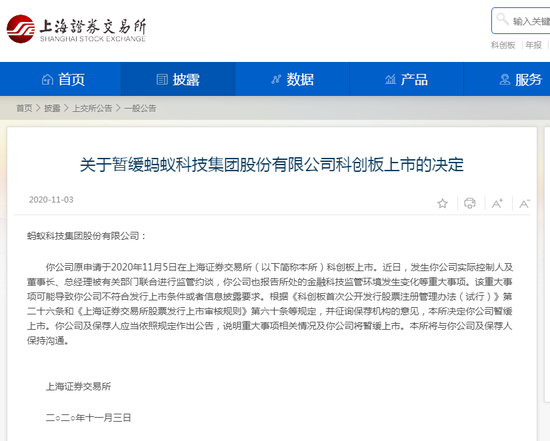 上海證券交易所
SHANGHAI STOCK EXCHANGE
输入关键
科创板 | 年报
首页 披露 数据 产品 服务
首页 > 披露 > 上交所公告 > 一般公告
关于暂缓蚂蚁科技集团股份有限公司科创板上市的决定
2020-11-03
A+ A-
蚂蚁科技集团股份有限公司：
你公司原申请于2020年11月5日在上海证券交易所（以下简称本所）科创板上市。近日，发生你公司实际控制人及
董事长、总经理被有关部门联合进行监管约谈，你公司也报告所处的金融科技监管环境发生变化等重大事项。该重大事
项可能导致你公司不符合发行上市条件或者信息披露要求。根据《科创板首次公开发行股票注册管理办法（试行）》第
二十六条和《上海证券交易所股票发行上市审核规则》第六十条等规定，并征询保荐机构的意见，本所决定你公司暂缓
上市。你公司及保荐人应当依照规定作出公告，说明重大事项相关情况及你公司将暂缓上市。本所将与你公司及保荐人
保持沟通。
上海证券交易所
二○二○年十一月三日